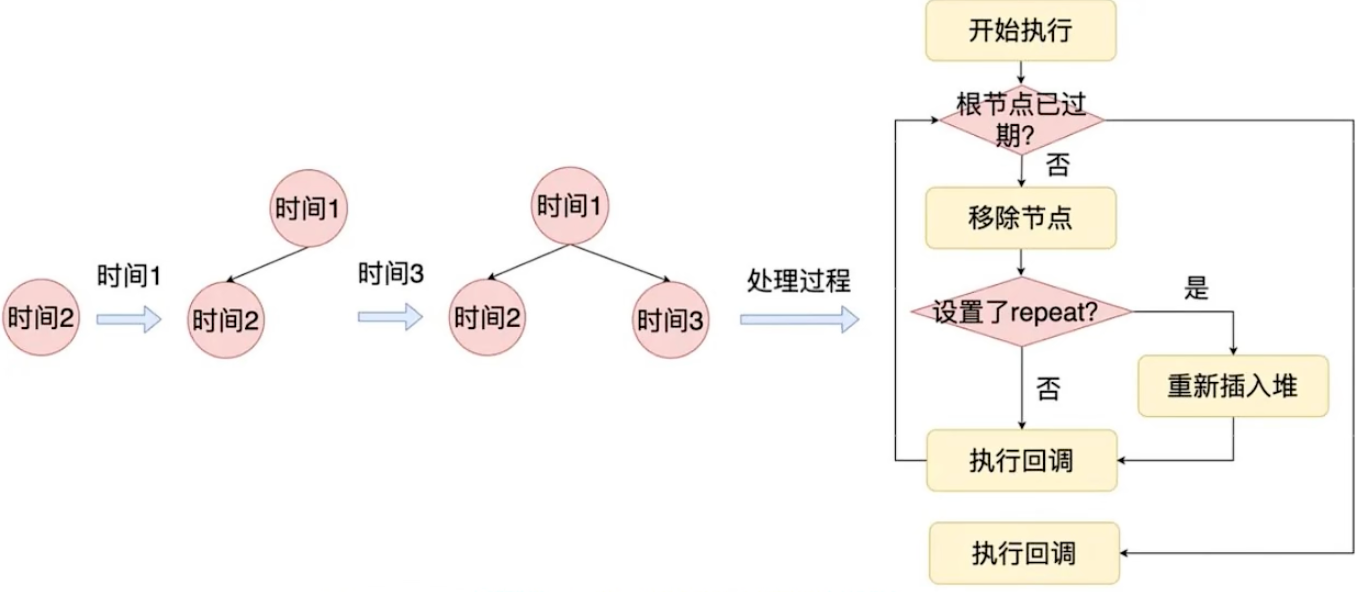 时间2
时间1
时间1
时间2
时间3
时间1
时间2
时间3
处理过程
开始执行
根节点已过
期?
否
移除节点
设置了repeat?
是
否
重新插入堆
执行回调
执行回调